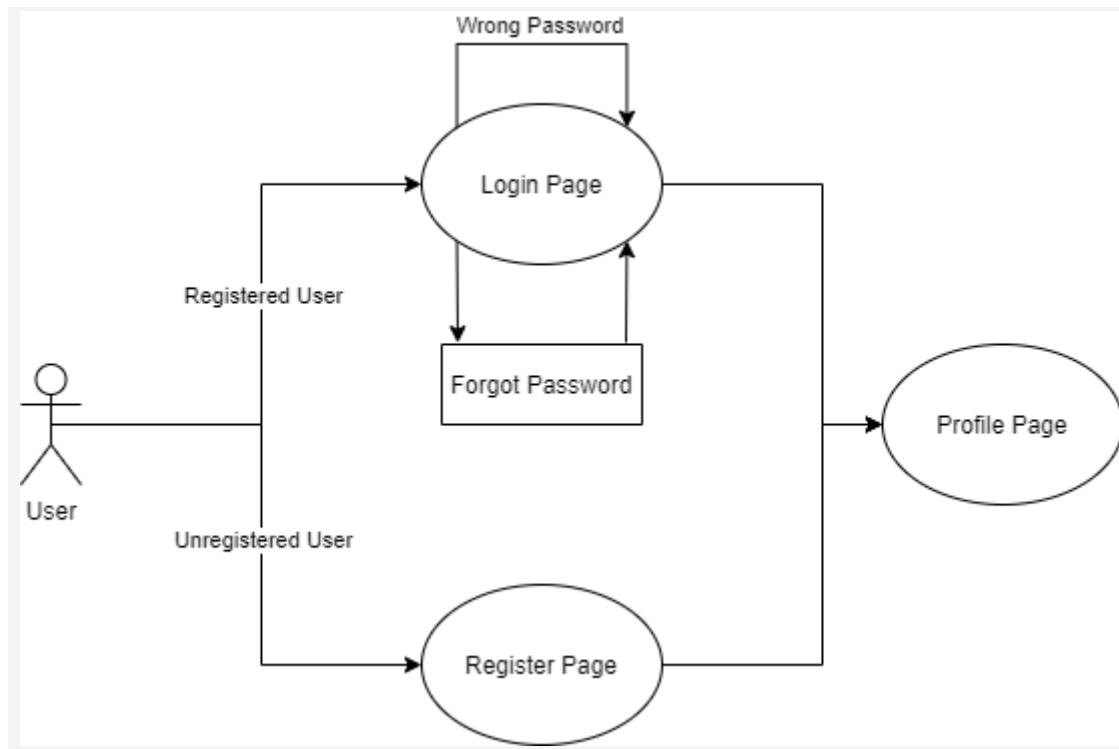 Wrong Password
Login Page
Registered User
Forgot Password
Profile Page
User
Unregistered User
Register Page